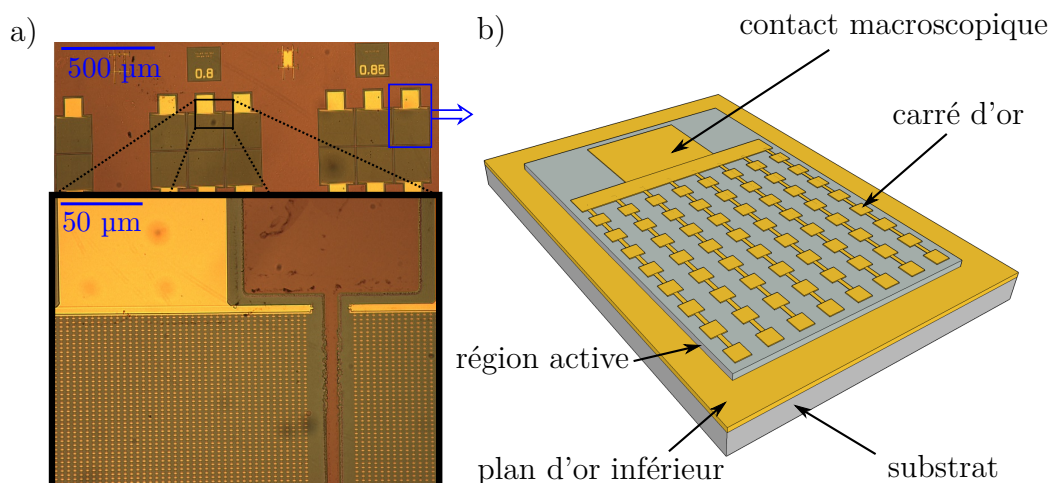 a)
500 µm
0.8
0.85
50 µm
b)
contact macroscopique
carré d'or
région active
plan d'or inférieur
substrat